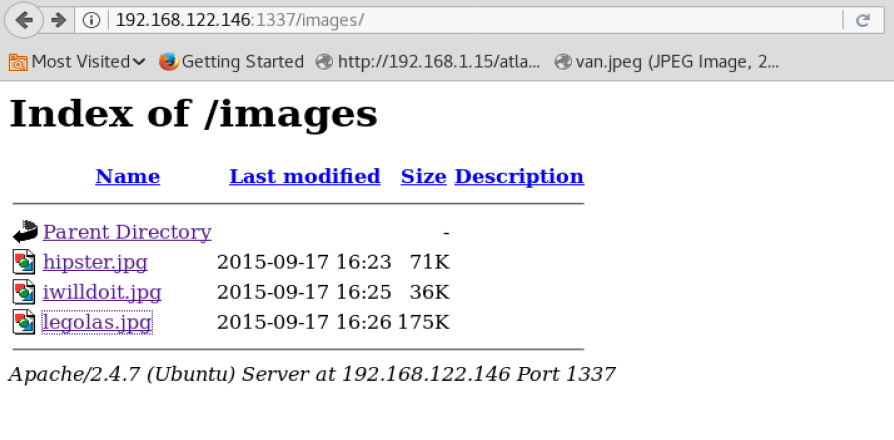 192.168.122.146:1337/images/
Most Visited Getting Started http://192.168.1.15/atla... van.jpeg (JPEG Image, 2...
Index of /images
Name Last modified Size Description
Parent Directory -
hipster.jpg 2015-09-17 16:23 71K
iwilldoit.jpg 2015-09-17 16:25 36K
legolas.jpg 2015-09-17 16:26 175K
Apache/2.4.7 (Ubuntu) Server at 192.168.122.146 Port 1337